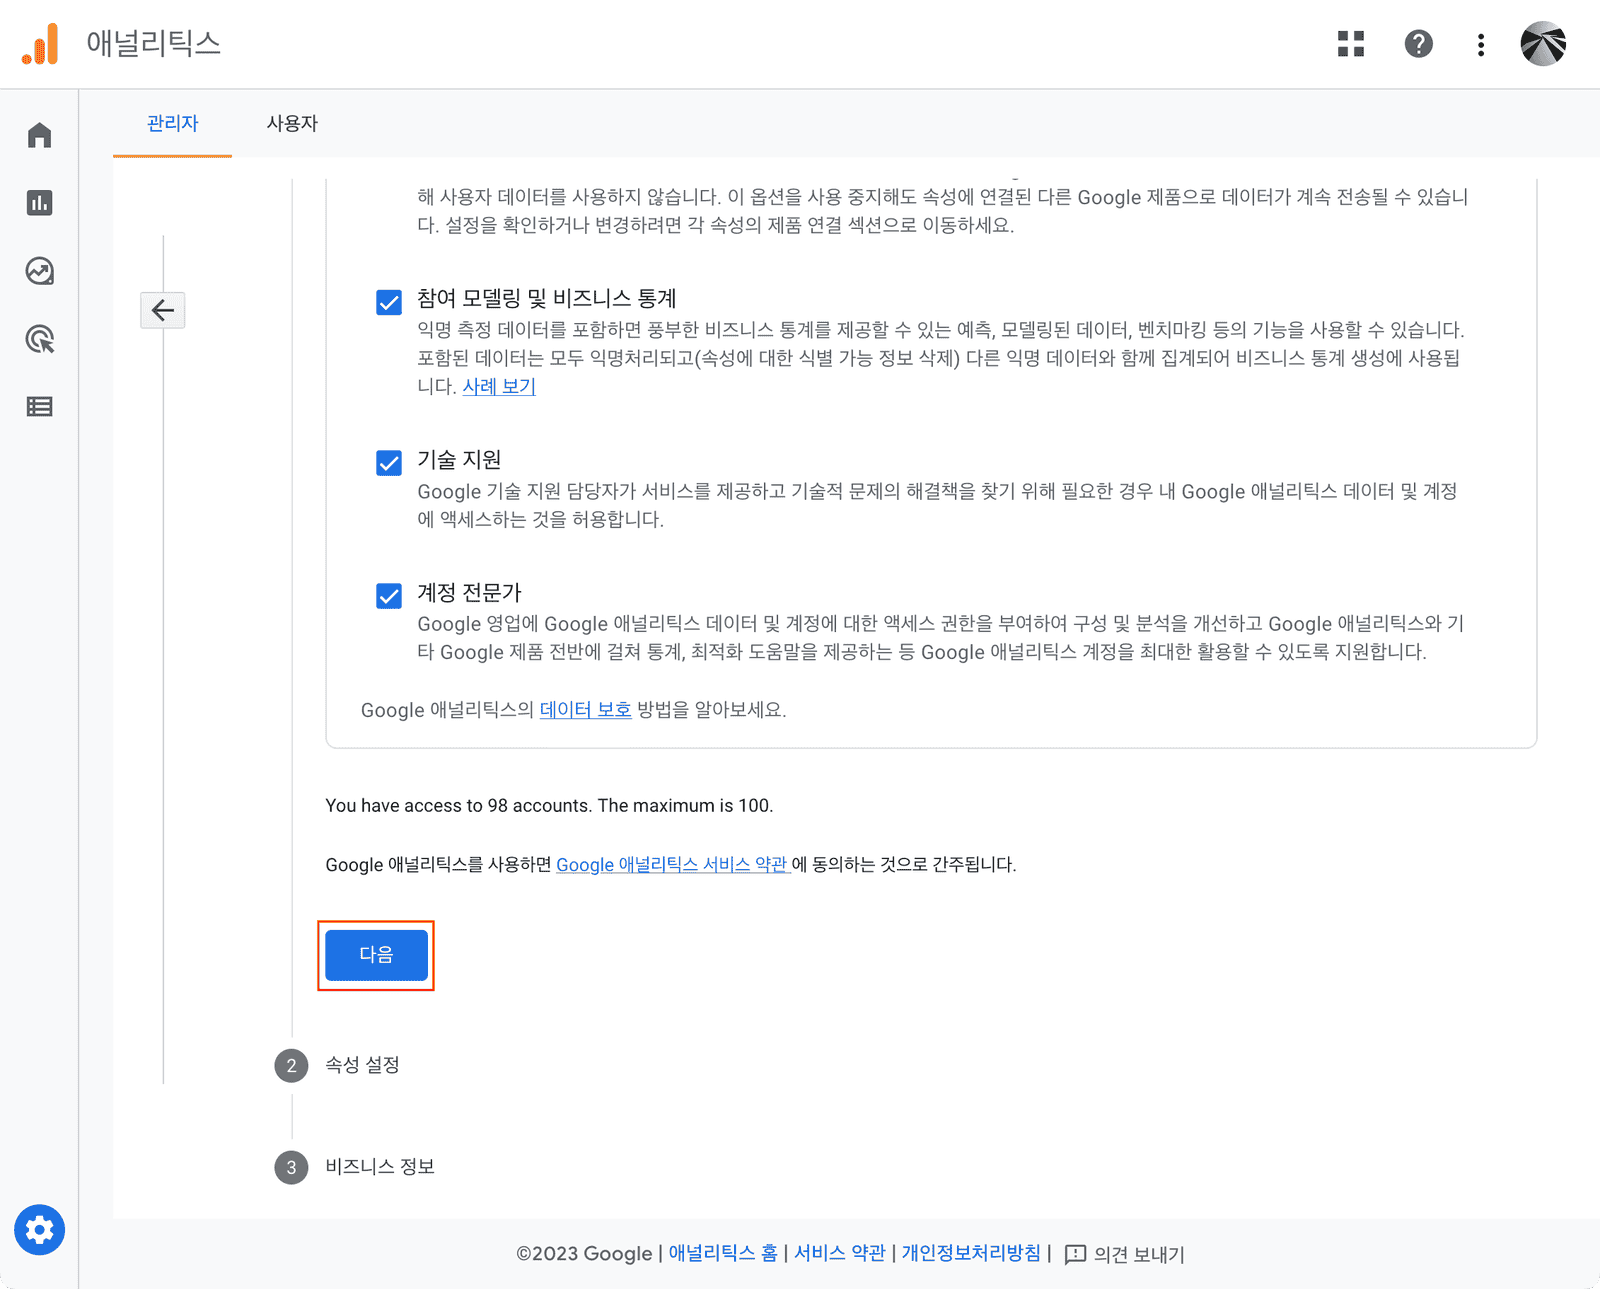 애널리틱스
관리자
사용자
해 사용자 데이터를 사용하지 않습니다. 이 옵션을 사용 중지해도 속성에 연결된 다른 Google 제품으로 데이터가 계속 전송될 수 있습니
다. 설정을 확인하거나 변경하려면 각 속성의 제품 연결 섹션으로 이동하세요.
참여 모델링 및 비즈니스 통계
익명 측정 데이터를 포함하면 풍부한 비즈니스 통계를 제공할 수 있는 예측, 모델링된 데이터, 벤치마킹 등의 기능을 사용할 수 있습니다.
포함된 데이터는 모두 익명처리되고(속성에 대한 식별 가능 정보 삭제) 다른 익명 데이터와 함께 집계되어 비즈니스 통계 생성에 사용됩
니다. 사례 보기
기술 지원
Google 기술 지원 담당자가 서비스를 제공하고 기술적 문제의 해결책을 찾기 위해 필요한 경우 내 Google 애널리틱스 데이터 및 계정
에 액세스하는 것을 허용합니다.
계정 전문가
Google 영업에 Google 애널리틱스 데이터 및 계정에 대한 액세스 권한을 부여하여 구성 및 분석을 개선하고 Google 애널리틱스와 기
타 Google 제품 전반에 걸쳐 통계, 최적화 도움말을 제공하는 등 Google 애널리틱스 계정을 최대한 활용할 수 있도록 지원합니다.
Google 애널리틱스의 데이터 보호 방법을 알아보세요.
You have access to 98 accounts. The maximum is 100.
Google 애널리틱스를 사용하면 Google 애널리틱스 서비스 약관 에 동의하는 것으로 간주됩니다.
다음
2 속성 설정
3 비즈니스 정보
©2023 Google | 애널리틱스 홈 | 서비스 약관 | 개인정보처리방침 | 의견 보내기